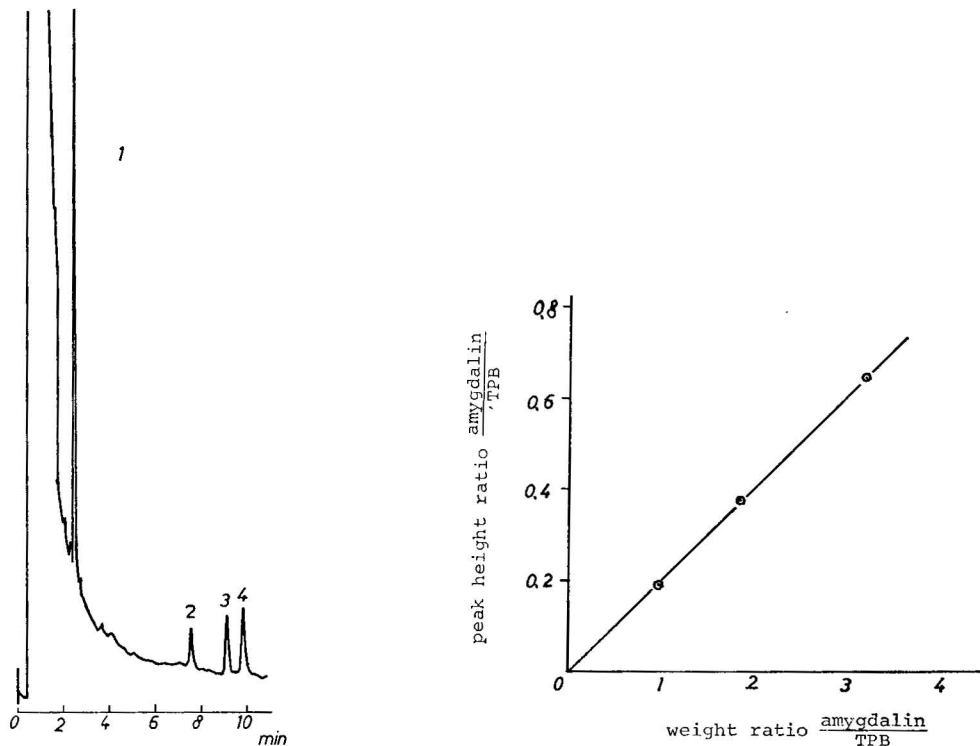 1
2 3 4
0 2 4 6 8 10
min
peak height ratio amygdalin
'TPB
0,8
0,6
0,4
0,2
0 1 2 3 4
weight ratio amygdalin
TPB